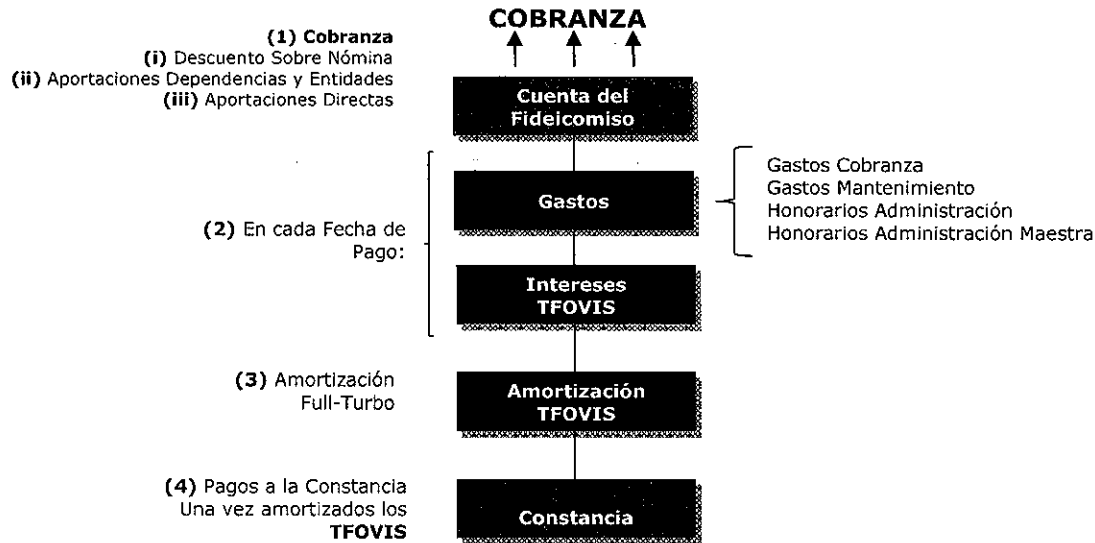 COBRANZA
(1) Cobranza
(i) Descuento Sobre Nómina
(ii) Aportaciones Dependencias y Entidades
(iii) Aportaciones Directas
Cuenta del
Fideicomiso
(2) En cada Fecha de
Pago:
Gastos
Gastos Cobranza
Gastos Mantenimiento
Honorarios Administración
Honorarios Administración Maestra
Intereses
TFOVIS
(3) Amortización
Full-Turbo
Amortización
TFOVIS
(4) Pagos a la Constancia
Una vez amortizados los
TFOVIS
Constancia